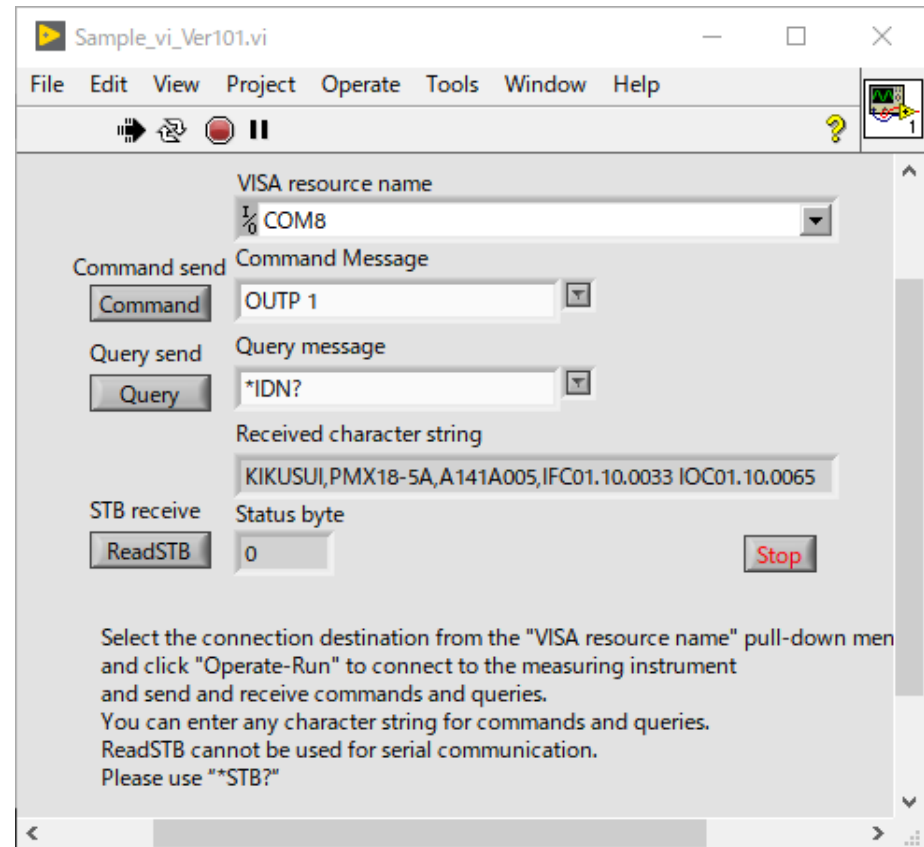 Sample_vi_Ver101.vi
File Edit View Project Operate Tools Window Help
1
VISA resource name
I/O COM8
Command send
Command Message
Command
OUTP 1
Query send
Query message
Query
*IDN?
Received character string
KIKUSUI,PMX18-5A,A141A005,IFC01.10.0033 IOC01.10.0065
STB receive
Status byte
ReadSTB
0
Stop
Select the connection destination from the "VISA resource name" pull-down men
and click "Operate-Run" to connect to the measuring instrument
and send and receive commands and queries.
You can enter any character string for commands and queries.
ReadSTB cannot be used for serial communication.
Please use "*STB?"